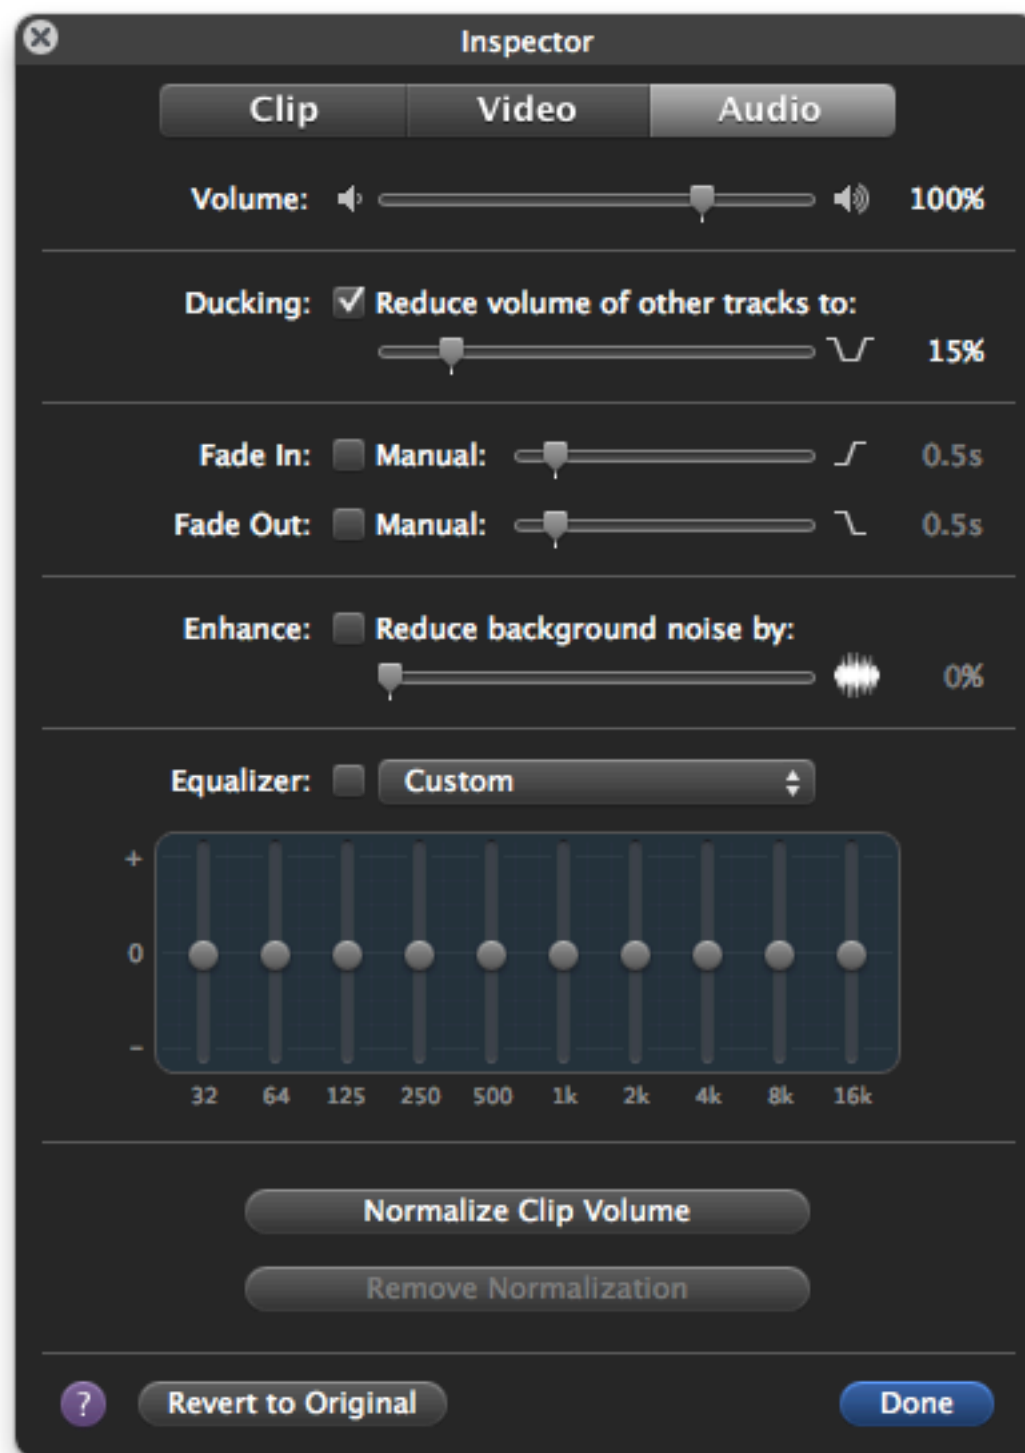 Inspector
Clip Video Audio
Volume: 100%
Ducking: Reduce volume of other tracks to:
15%
Fade In: Manual: 0.5s
Fade Out: Manual: 0.5s
Enhance: Reduce background noise by:
0%
Equalizer: Custom
+
0
–
32 64 125 250 500 1k 2k 4k 8k 16k
Normalize Clip Volume
Remove Normalization
? Revert to Original Done